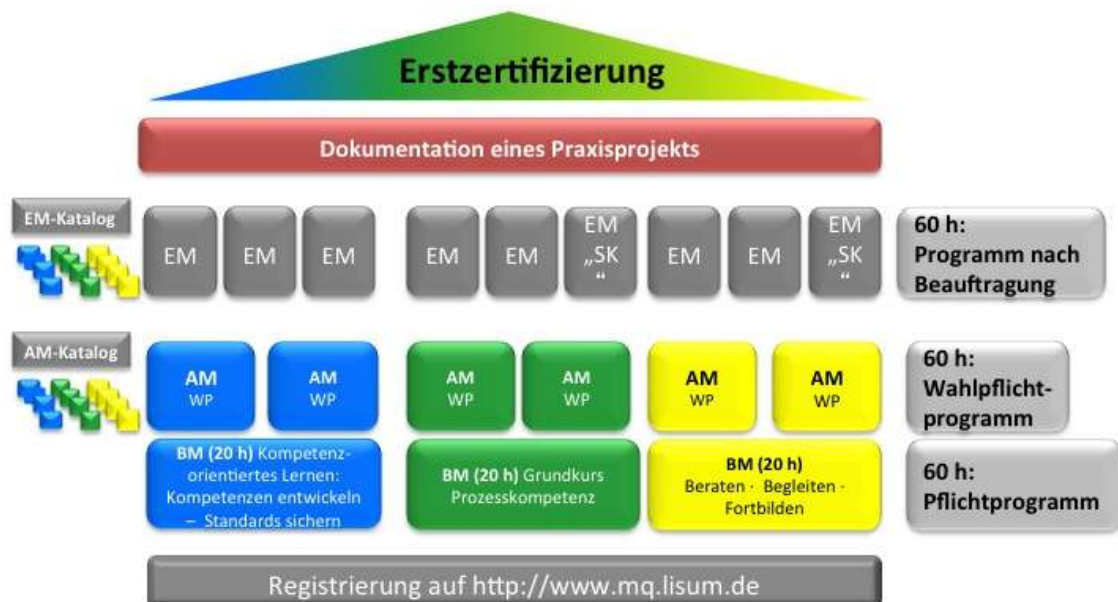 Erstzertifizierung
Dokumentation eines Praxisprojekts
EM-Katalog
EM
EM
EM
EM
EM
EM
„SK
“
EM
EM
EM
„SK
“
60 h:
Programm nach
Beauftragung
AM-Katalog
AM
WP
AM
WP
AM
WP
AM
WP
AM
WP
AM
WP
60 h:
Wahlpflicht-
programm
BM (20 h) Kompetenz-
orientiertes Lernen:
Kompetenzen entwickeln
– Standards sichern
BM (20 h) Grundkurs
Prozesskompetenz
BM (20 h)
Beraten · Begleiten ·
Fortbilden
60 h:
Pflichtprogramm
Registrierung auf http://www.mq.lisum.de